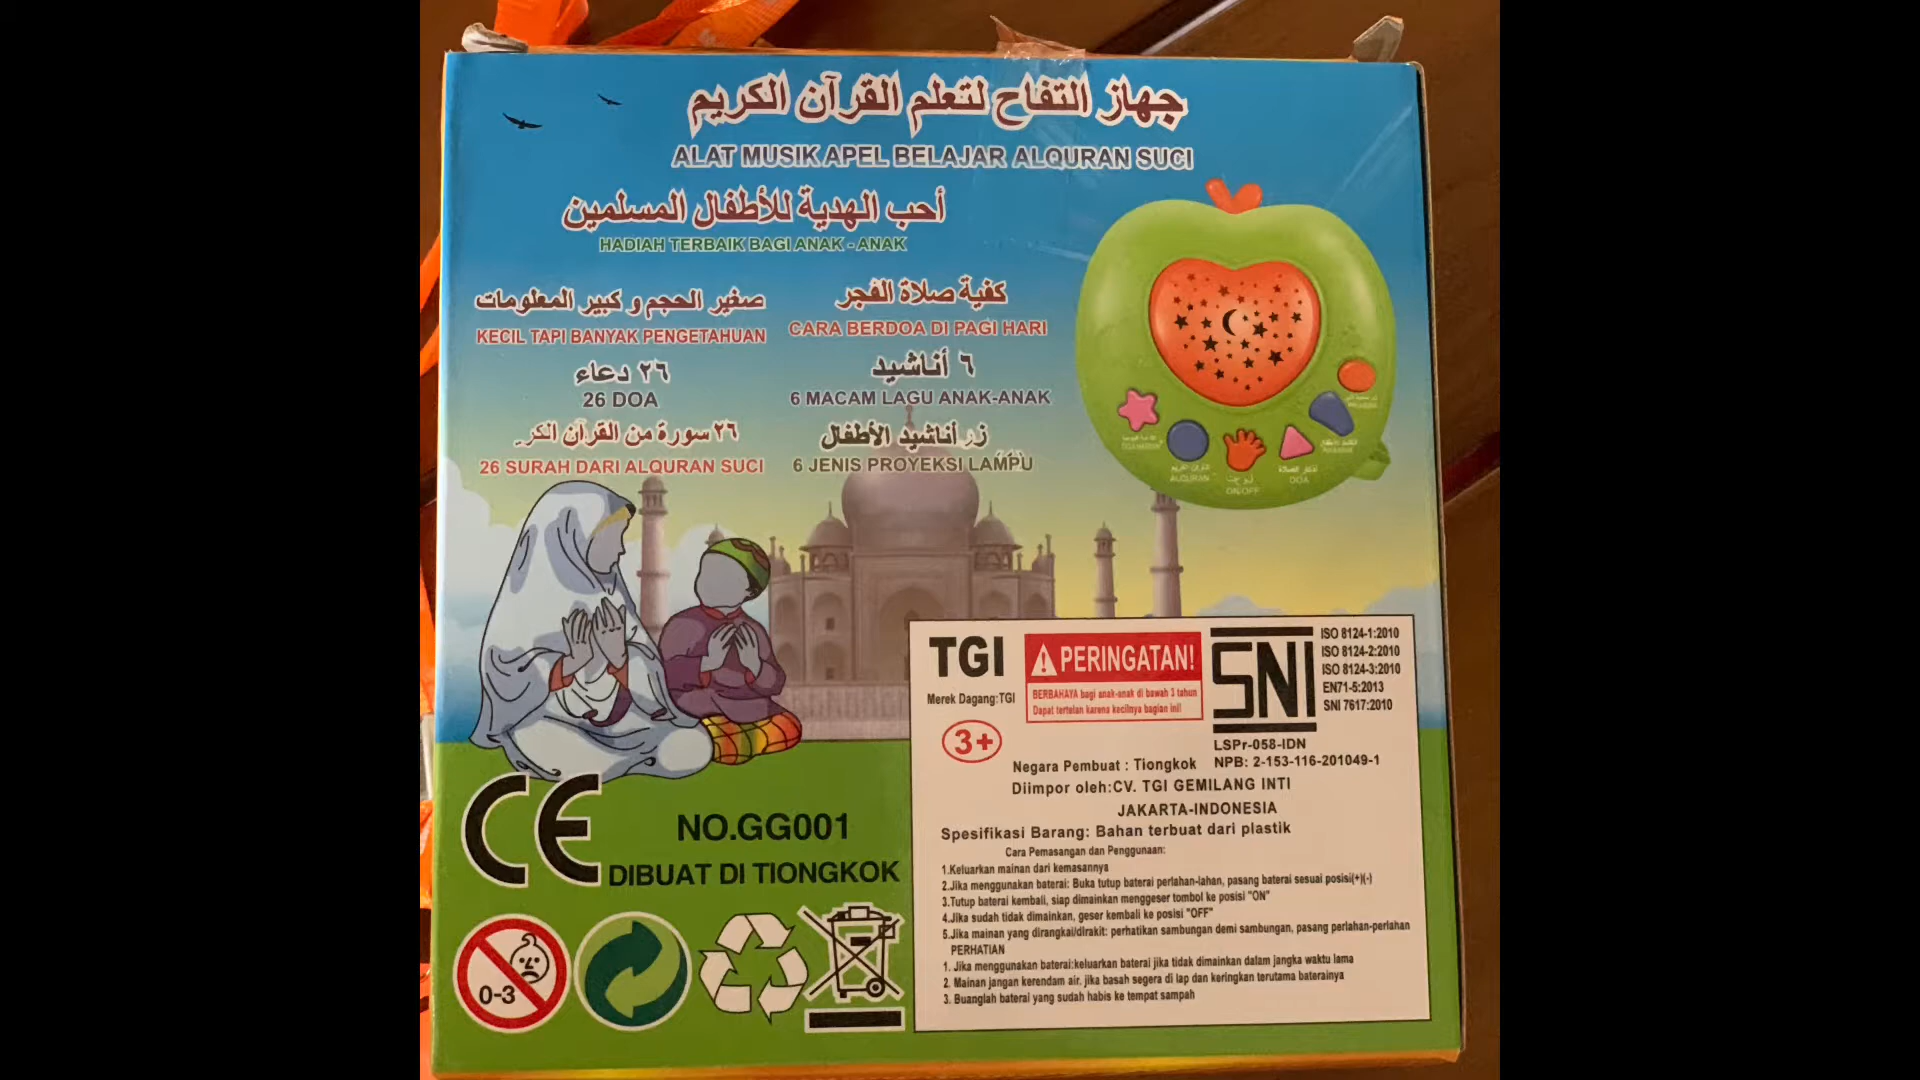 جهاز التفاح لتعلم القرآن الكريم
ALAT MUSIK APEL BELAJAR ALQURAN SUCI
أحب الهدية للأطفال المسلمين
HADIAH TERBAIK BAGI ANAK - ANAK
صغير الحجم و كبير المعلومات
KECIL TAPI BANYAK PENGETAHUAN
٢٦ دعاء
26 DOA
٢٦ سورة من القرآن الكر
26 SURAH DARI ALQURAN SUCI
كفية صلاة الفجر
CARA BERDOA DI PAGI HARI
٦ أناشيد
6 MACAM LAGU ANAK-ANAK
زر أناشيد الأطفال
6 JENIS PROYEKSI LAMPU
القرآن الكريم
ALQURAN
ON/OFF
أذكار الصلاة
DOA
TGI
Merek Dagang:TGI
3+
PERINGATAN!
BERBAHAYA bagi anak-anak di bawah 3 tahun
Dapat tertelan karena kecilnya bagian ini!
SNI
ISO 8124-1:2010
ISO 8124-2:2010
ISO 8124-3:2010
EN71-5:2013
SNI 7617:2010
LSPr-058-IDN
NPB: 2-153-116-201049-1
Negara Pembuat : Tiongkok
Diimpor oleh:CV. TGI GEMILANG INTI
JAKARTA-INDONESIA
Spesifikasi Barang: Bahan terbuat dari plastik
Cara Pemasangan dan Penggunaan:
1.Keluarkan mainan dari kemasannya
2.Jika menggunakan baterai: Buka tutup baterai perlahan-lahan, pasang baterai sesuai posisi(+)(-)
3.Tutup baterai kembali, siap dimainkan menggeser tombol ke posisi "ON"
4.Jika sudah tidak dimainkan, geser kembali ke posisi "OFF"
5.Jika mainan yang dirangkai/dirakit: perhatikan sambungan demi sambungan, pasang perlahan-perlahan
PERHATIAN
1. Jika menggunakan baterai:keluarkan baterai jika tidak dimainkan dalam jangka waktu lama
2. Mainan jangan kerendam air. jika basah segera di lap dan keringkan terutama baterainya
3. Buanglah baterai yang sudah habis ke tempat sampah
CE
NO.GG001
DIBUAT DI TIONGKOK
0-3